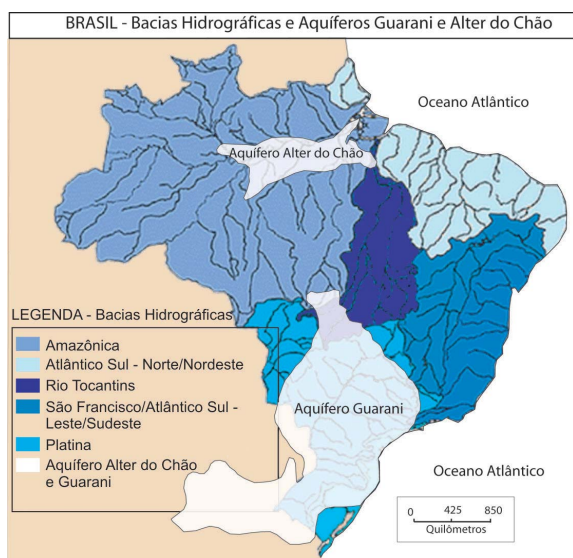 BRASIL - Bacias Hidrográficas e Aquíferos Guarani e Alter do Chão
Oceano Atlântico
Aquífero Alter do Chão
LEGENDA - Bacias Hidrográficas
Amazônica
Atlântico Sul - Norte/Nordeste
Rio Tocantins
São Francisco/Atlântico Sul -
Leste/Sudeste
Platina
Aquífero Alter do Chão
e Guarani
Aquífero Guarani
Oceano Atlântico
0 425 850
Quilômetros